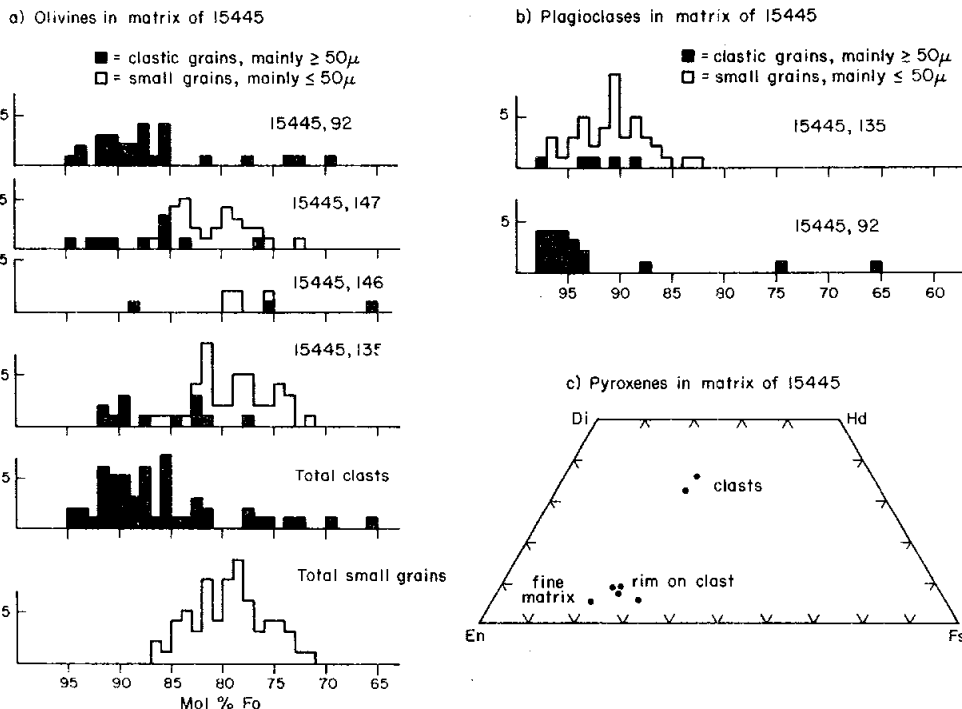 a) Olivines in matrix of 15445
■ = clastic grains, mainly ≥ 50μ
□ = small grains, mainly ≤ 50μ
5
15445, 92
5
15445, 147
5
15445, 146
5
15445, 135
5
Total clasts
5
Total small grains
95 90 85 80 75 70 65
Mol % Fo
b) Plagioclases in matrix of 15445
■ = clastic grains, mainly ≥ 50μ
□ = small grains, mainly ≤ 50μ
5
15445, 135
5
15445, 92
95 90 85 80 75 70 65 60
c) Pyroxenes in matrix of 15445
Di
Hd
clasts
fine
matrix
rim on clast
En
Fs